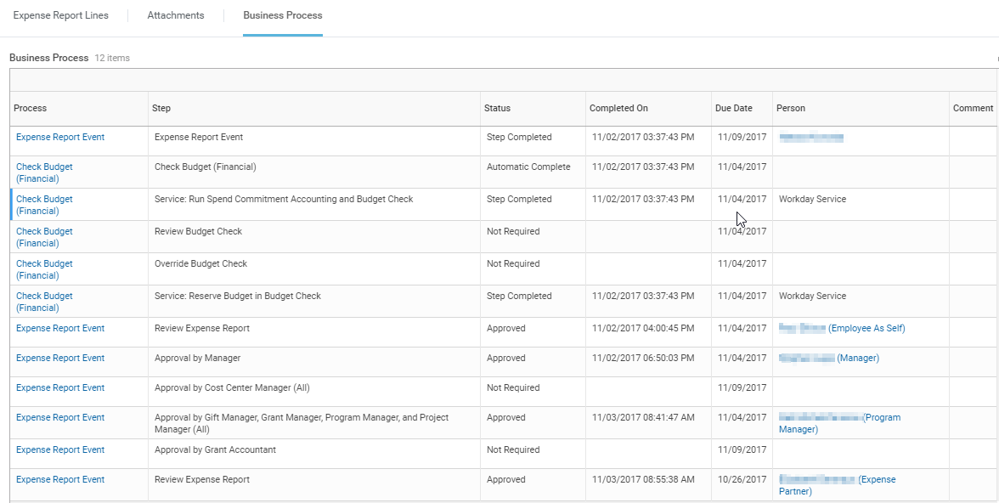 Expense Report Lines Attachments Business Process
Business Process 12 items
Process Step Status Completed On Due Date Person Comment
Expense Report Event Expense Report Event Step Completed 11/02/2017 03:37:43 PM 11/09/2017
Check Budget Check Budget (Financial) Automatic Complete 11/02/2017 03:37:43 PM 11/04/2017
(Financial)
Check Budget Service: Run Spend Commitment Accounting and Budget Check Step Completed 11/02/2017 03:37:43 PM 11/04/2017 Workday Service
(Financial)
Check Budget Review Budget Check Not Required 11/04/2017
(Financial)
Check Budget Override Budget Check Not Required 11/04/2017
(Financial)
Check Budget Service: Reserve Budget in Budget Check Step Completed 11/02/2017 03:37:43 PM 11/04/2017 Workday Service
(Financial)
Expense Report Event Review Expense Report Approved 11/02/2017 04:00:45 PM 11/04/2017 (Employee As Self)
Expense Report Event Approval by Manager Approved 11/02/2017 06:50:03 PM 11/04/2017 (Manager)
Expense Report Event Approval by Cost Center Manager (All) Not Required 11/09/2017
Expense Report Event Approval by Gift Manager, Grant Manager, Program Manager, and Project Approved 11/03/2017 08:41:47 AM 11/04/2017 (Program
Manager (All) Manager)
Expense Report Event Approval by Grant Accountant Not Required 11/09/2017
Expense Report Event Review Expense Report Approved 11/03/2017 08:55:38 AM 10/26/2017 (Expense
Partner)